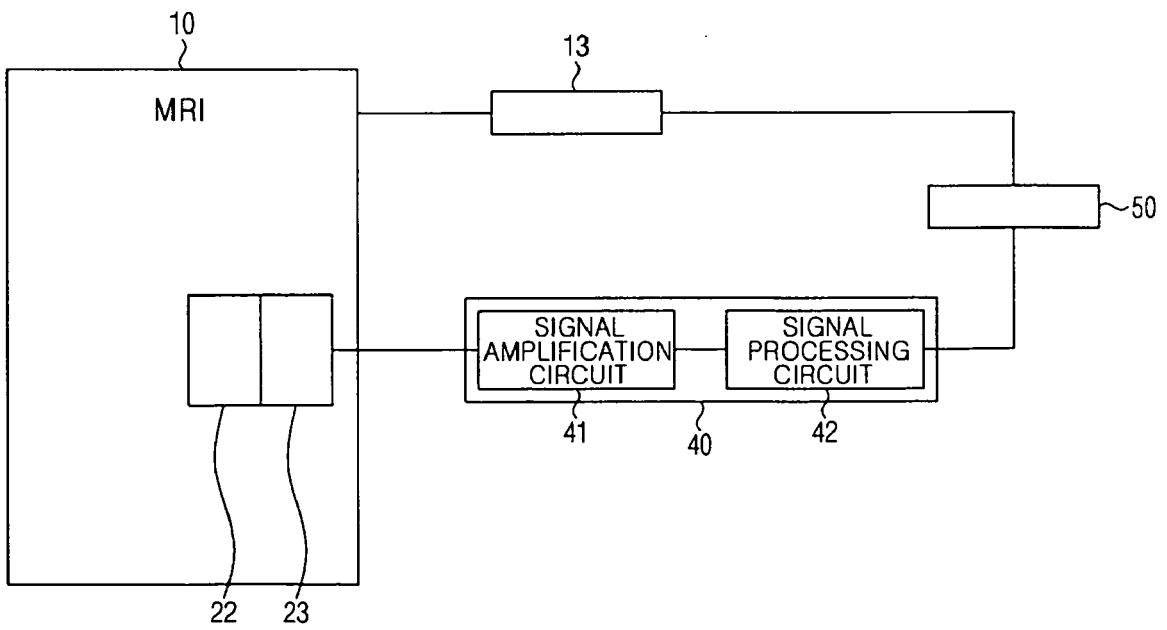 10
13
MRI
50
SIGNAL
AMPLIFICATION
CIRCUIT
SIGNAL
PROCESSING
CIRCUIT
41
40
42
22
23